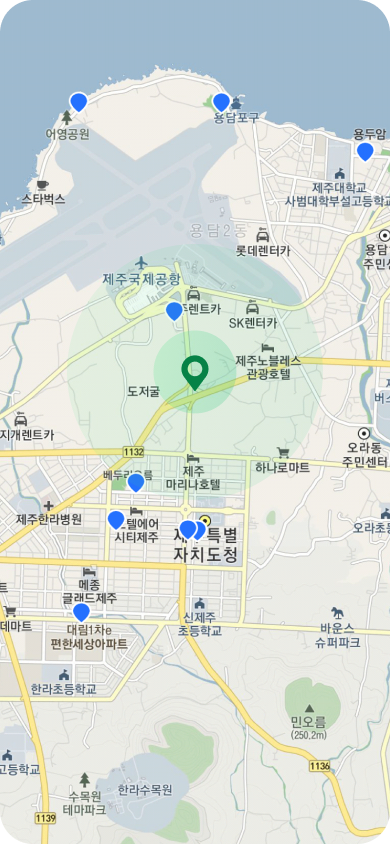 어영공원
용담포구
용두암
제주대학교
사범대학부설고등학교
스타벅스
용담2동
롯데렌터카
용담
주민센
제주국제공항
렌트카
SK렌터카
제주노블레스
관광호텔
도저굴
지개렌트카
1132
베두리오름
제주
마리나호텔
하나로마트
오라동
주민센터
제주한라병원
텔에어
시티제주
특별
자치도청
오라초
메종
글래드제주
데마트
대림1차e
편한세상아파트
신제주
초등학교
바운스
슈퍼파크
한라초등학교
민오름
(250.2m)
고등학교
1136
수목원
테마파크
한라수목원
1139